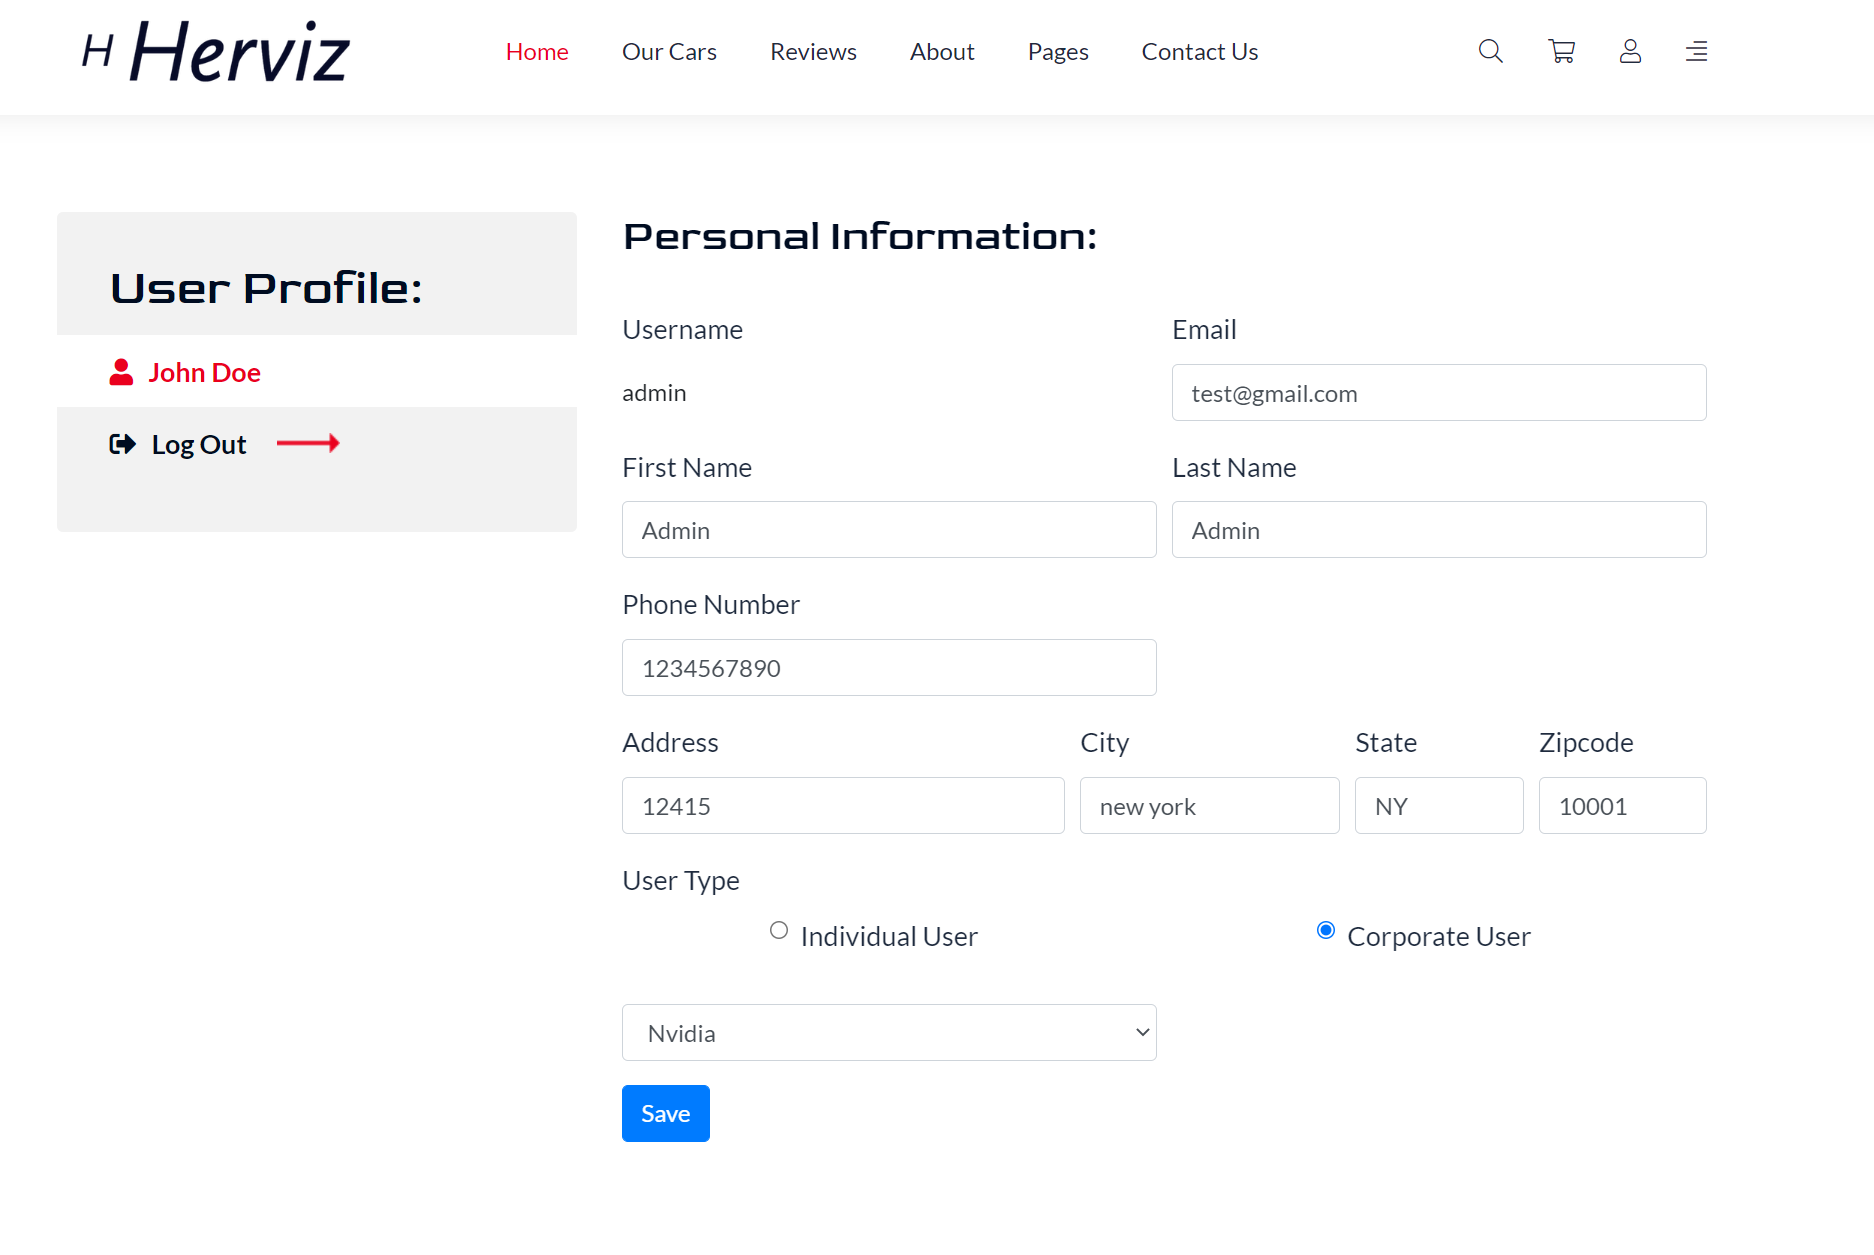 H Herviz
Home Our Cars Reviews About Pages Contact Us
User Profile:
John Doe
Log Out
Personal Information:
Username Email
admin test@gmail.com
First Name Last Name
Admin Admin
Phone Number
1234567890
Address City State Zipcode
12415 new york NY 10001
User Type
Individual User Corporate User
Nvidia
Save